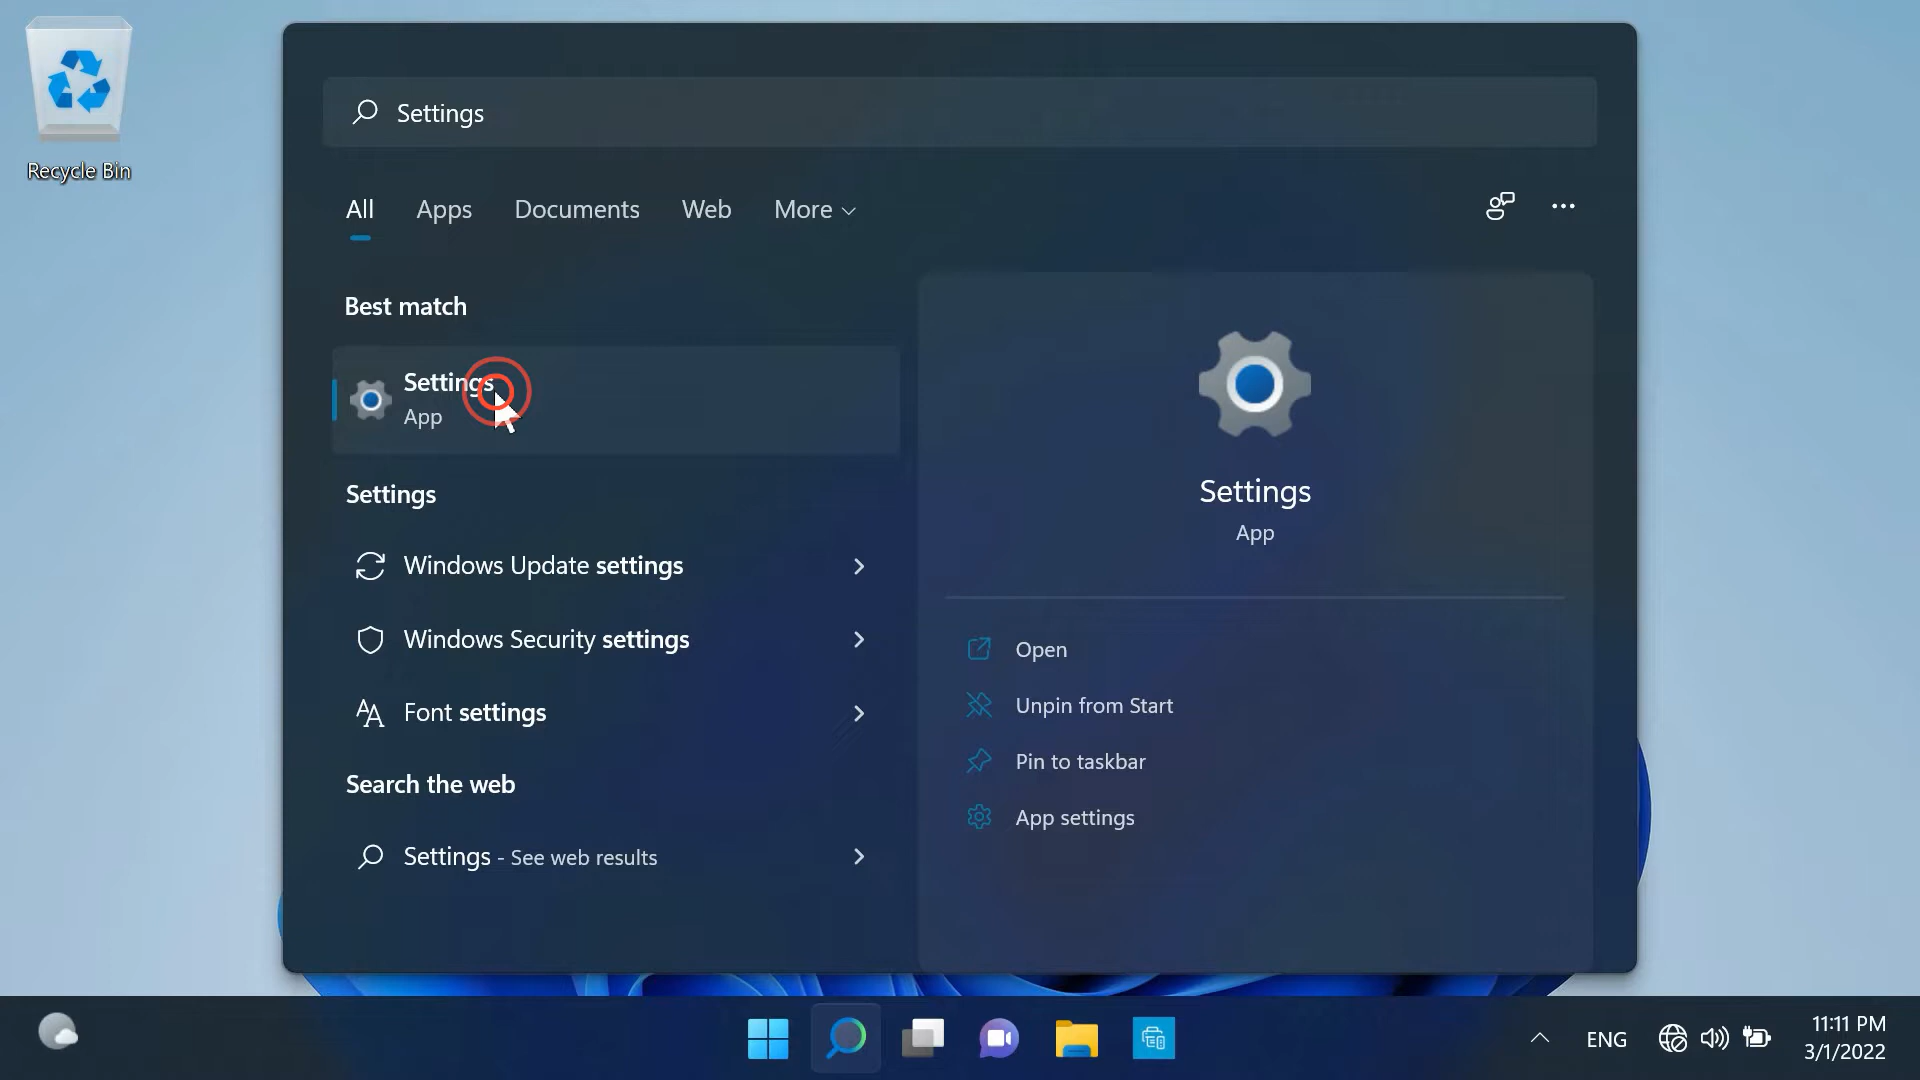 Recycle Bin
Settings
All
Apps
Documents
Web
More
Best match
Settings
App
Settings
Windows Update settings
Windows Security settings
Font settings
Search the web
Settings - See web results
Settings
App
Open
Unpin from Start
Pin to taskbar
App settings
ENG
11:11 PM
3/1/2022